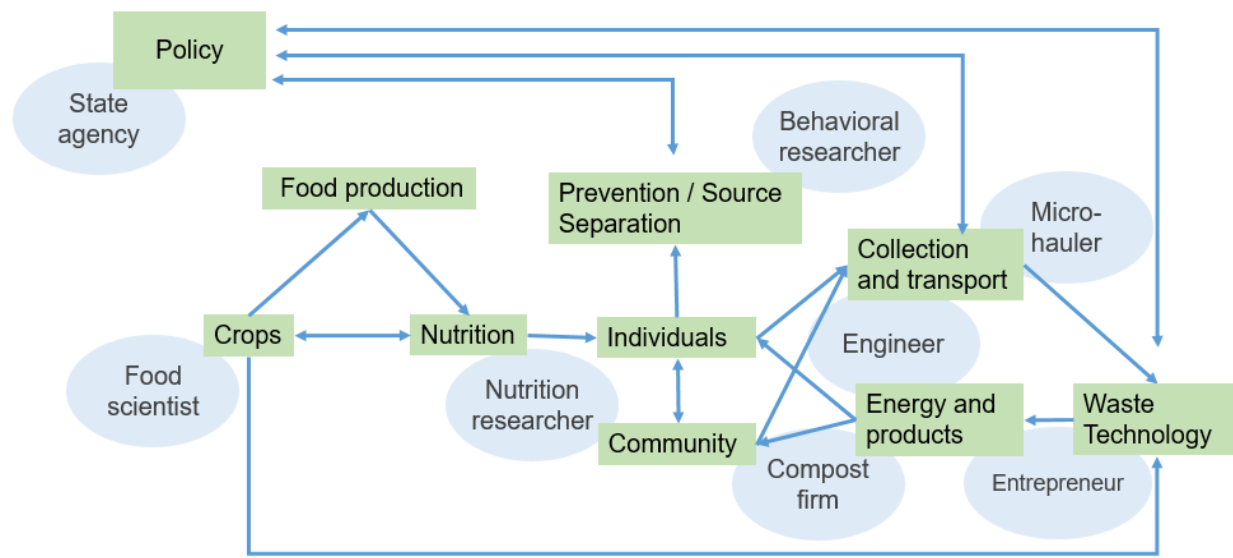 Policy
State
agency
Behavioral
researcher
Food production
Prevention / Source
Separation
Micro-
hauler
Collection
and transport
Crops
Nutrition
Individuals
Engineer
Food
scientist
Nutrition
researcher
Energy and
products
Waste
Technology
Community
Compost
firm
Entrepreneur